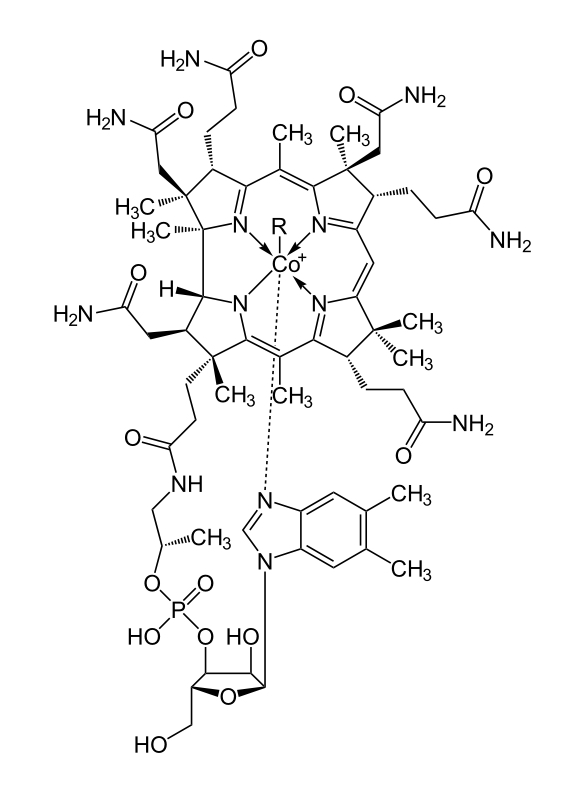 H₂N O
H₂N O
O NH₂
CH₃ CH₃
O
H₃C
H₃C
N R N
NH₂
Co⁺
O
H
H₂N
N N
CH₃
CH₃
CH₃ CH₃
NH₂
O
O
NH
N
CH₃
CH₃
O O
N
CH₃
P
HO O HO
O
HO